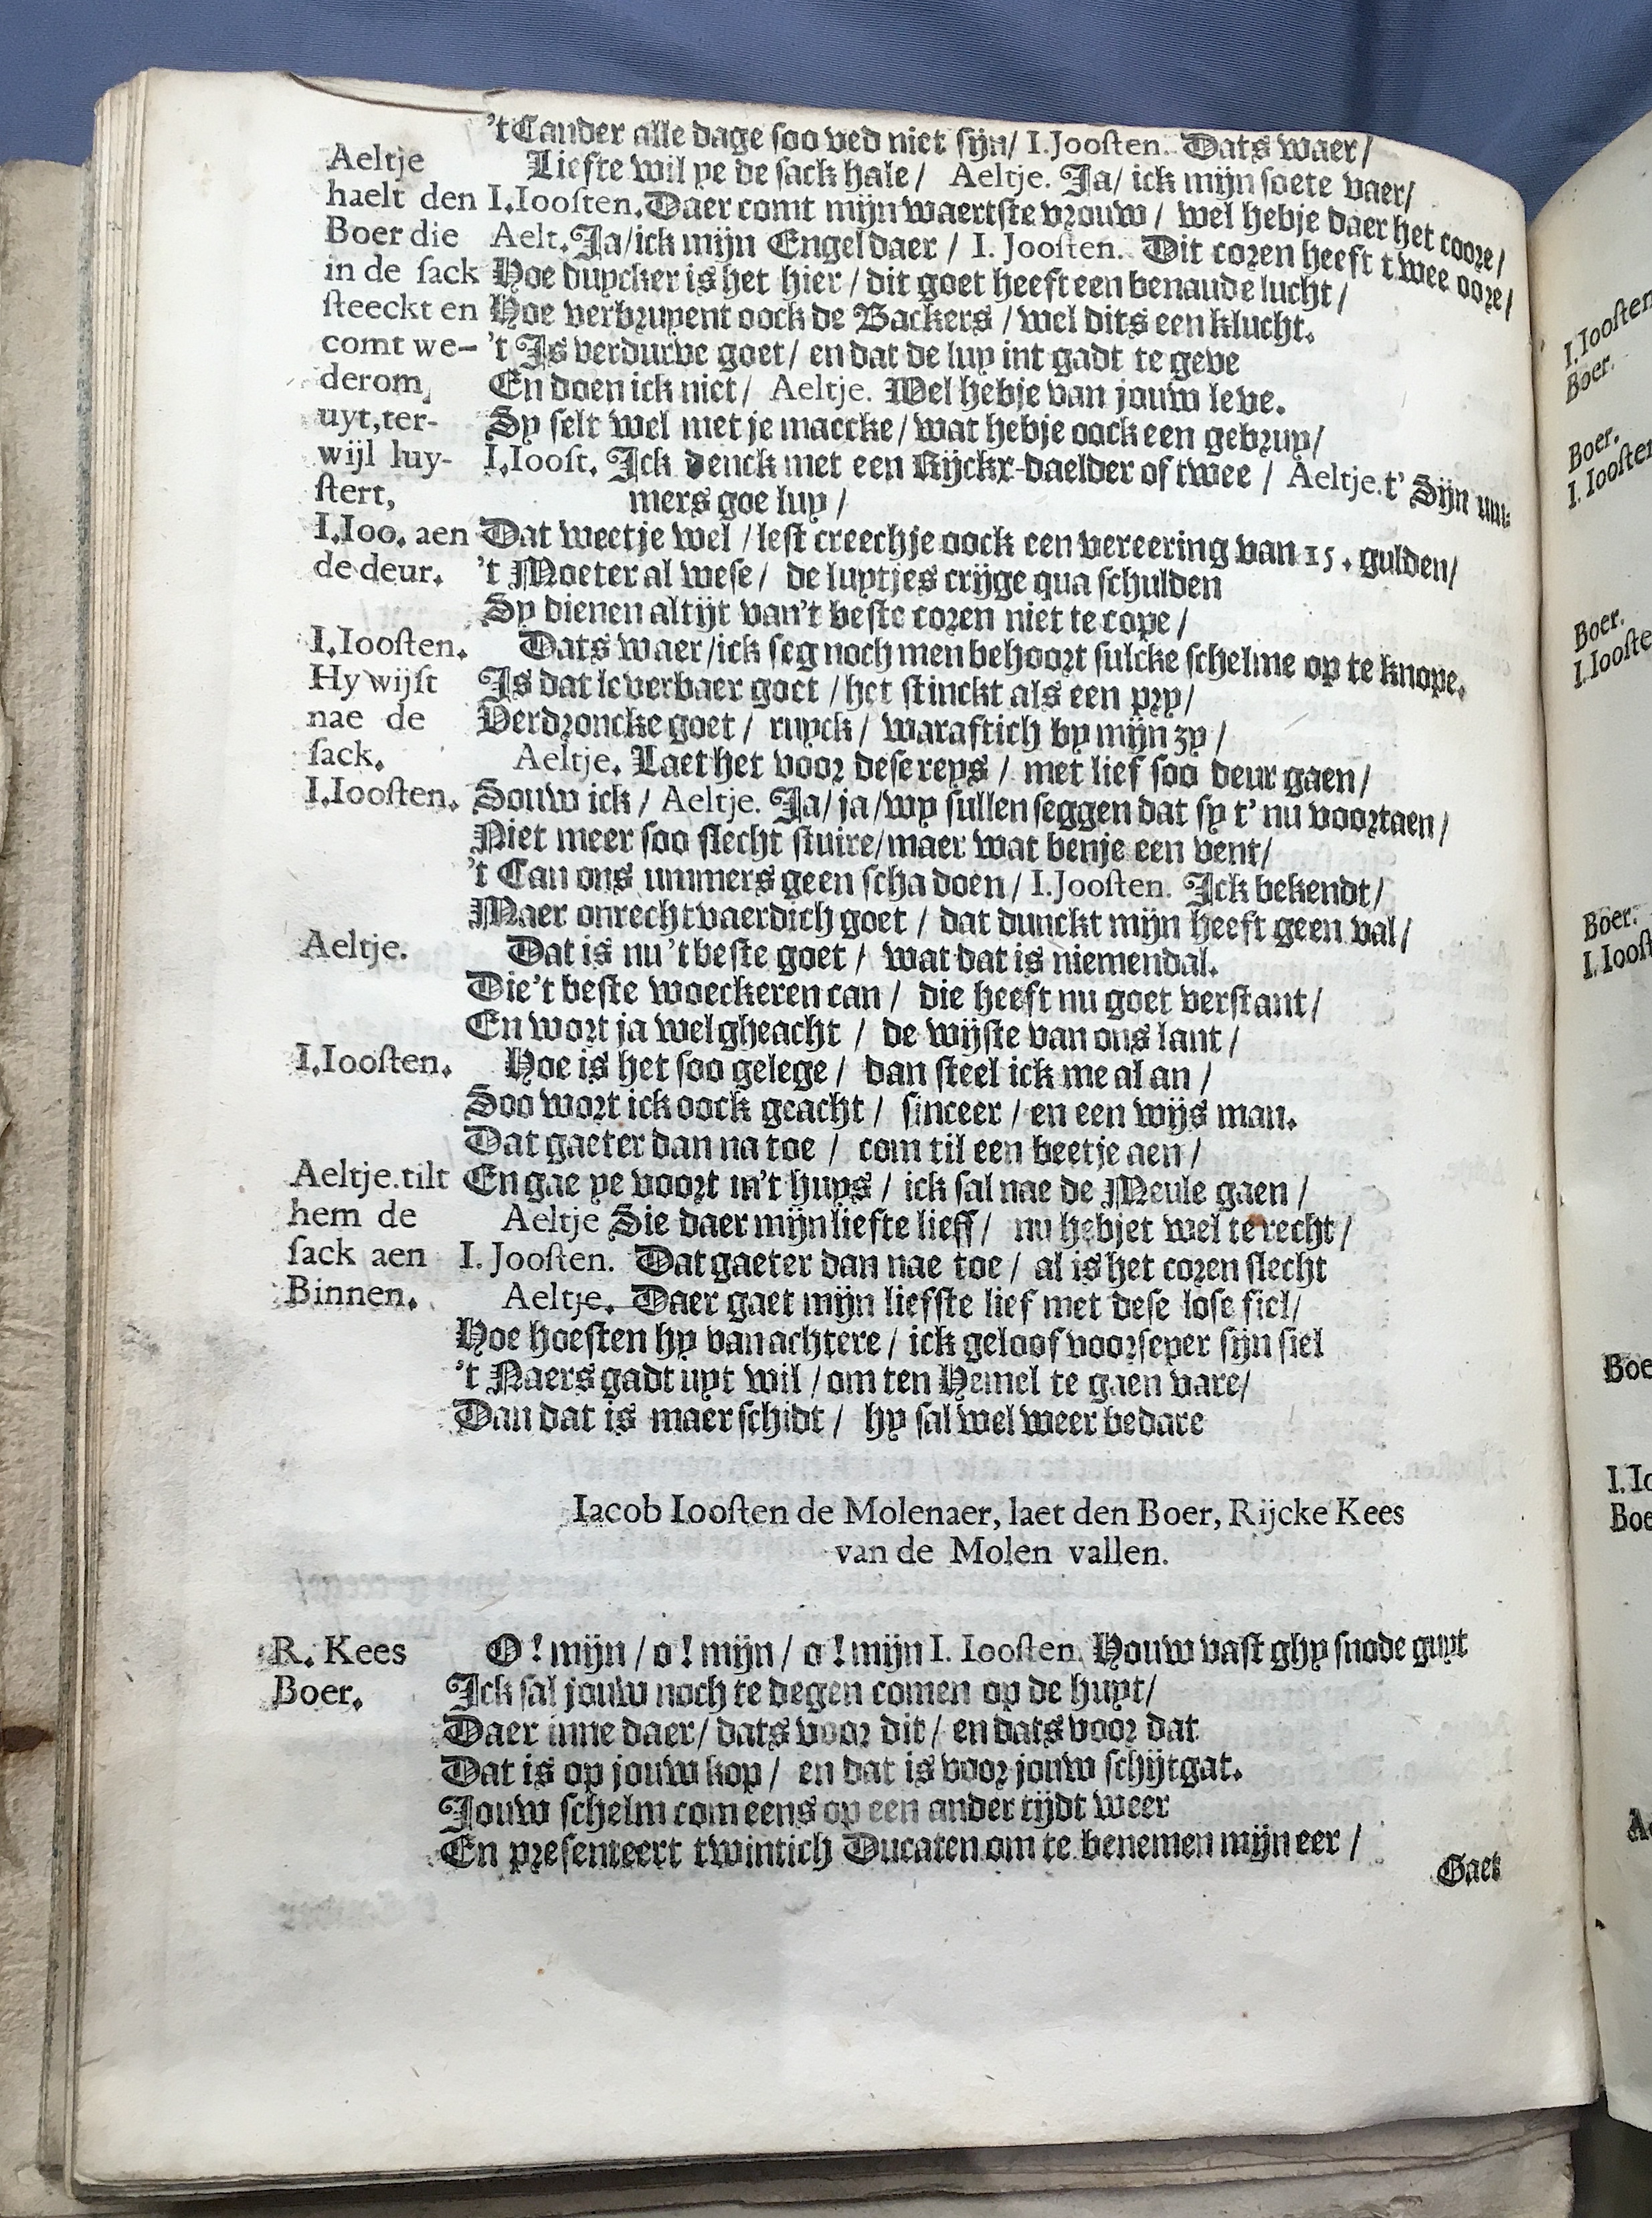 't Cander alle dage soo ved niet sijn/ I. Joosten. Dats waer/
Aeltje Liefste wil ye de sack hale/ Aeltje. Ja/ ick mijn soete vaer/
haelt den I.Ioosten. Daer comt mijn waertste vrouw/ wel hebje daer het coore/
Boer die Aelt. Ja/ick mijn Engel daer/ I. Joosten. Dit coren heeft twee oore/
in de sack Hoe duycker is het hier/ dit goet heeft een benaude lucht/
steeckt en Hoe verbruyent oock de Backers/ wel dits een klucht.
comt we- 't Is verdurve goet/ en dat de luy int gadt te geve
derom, En doen ick niet/ Aeltje. Wel hebje van jouw leve.
uyt,ter- Sy selt wel met je maecke/ wat hebje oock een gebruy/
wijl luy- I.Ioost. Ick denck met een Rijckx-daelder of twee/ Aeltje. t' Sijn um-
stert, mers goe luy/
I.Ioo. aen Dat weetje wel/ lest creechje oock een vereering van 15. gulden/
de deur. 't Moeter al wese/ de luytjes crijge qua schulden
Sy dienen altijt van't beste coren niet te cope/
I.Ioosten. Dats waer/ick seg noch men behoort sulcke schelme op te knope.
Hy wijst Is dat leverbaer goet/ het stinckt als een pry/
nae de Verdroncke goet/ ruyck/ waraftich by mijn zy/
sack. Aeltje. Laet het voor dese reys/ met lief soo deur gaen/
I.Ioosten. Souw ick/ Aeltje. Ja/ ja/wy sullen seggen dat sy t' nu voortaen/
Niet meer soo slecht stuire/maer wat benje een vent/
't Can ons ummers geen scha doen/ I.Joosten. Ick bekendt/
Maer onrechtvaerdich goet/ dat dunckt mijn heeft geen val/
Aeltje. Dat is nu 't beste goet/ wat dat is niemendal.
Die't beste woeckeren can/ die heeft nu goet verstant/
En wort ja wel gheacht/ de wijste van ons lant/
I.Ioosten. Hoe is het soo gelege/ dan steel ick me al an/
Soo wort ick oock geacht/ sinceer/ en een wijs man.
Dat gaeter dan na toe/ com til een beetje aen/
Aeltje.tilt En gae ye voort in't huys/ ick sal nae de Meule gaen/
hem de Aeltje Sie daer mijn liefte lieff/ nu hebjet wel te recht/
sack aen I. Joosten. Dat gaeter dan nae toe/ al is het coren slecht
Binnen. Aeltje. Daer gaet mijn liefste lief met dese lose fiel/
Hoe hoesten hy van achtere/ ick geloof voorseyer sijn siel
't Naers gadt uyt wil/ om ten Hemel te gaen vare/
Dan dat is maer schidt/ hy sal wel weer bedare
Iacob Ioosten de Molenaer, laet den Boer, Rijcke Kees
van de Molen vallen.
R. Kees O! mijn/ o! mijn/ o! mijn I. Ioosten. Houw vast ghy snode guyt
Boer. Ick sal jouw noch te degen comen op de huyt/
Daer inne daer/ dats voor dit/ en dats voor dat
Dat is op jouw kop/ en dat is voor jouw schijtgat.
Jouw schelm com eens op een ander tijdt weer
En presenteert twintich Ducaten om te benemen mijn eer/
Gaet
I.Ioosten
Boer.
Boer.
I. Iooste
Boer.
I.Iooste
Boer.
I.Ioost
Boe
I.Io
Boe